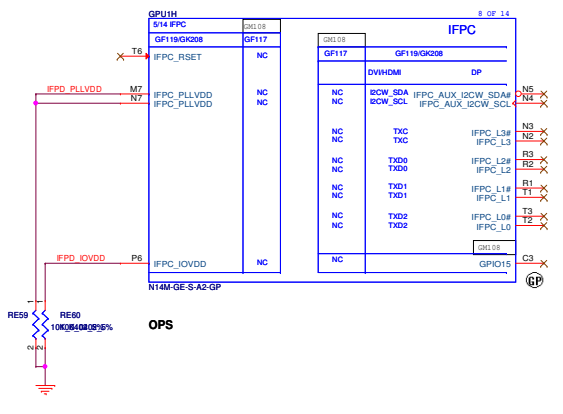 GPU1H
8 OF 14
5/14 IFPC
GM108
IFPC
GF119/GK208
GF117
GM108
GF117
GF119/GK208
T6
IFPC_RSET
NC
DVI/HDMI
DP
IFPD_PLLVDD
M7
IFPC_PLLVDD
NC
NC
I2CW_SDA
IFPC_AUX_I2CW_SDA#
N5
N7
IFPC_PLLVDD
NC
NC
I2CW_SCL
IFPC_AUX_I2CW_SCL
N4
NC
TXC
IFPC_L3#
N3
NC
TXC
IFPC_L3
N2
NC
TXD0
IFPC_L2#
R3
NC
TXD0
IFPC_L2
R2
NC
TXD1
IFPC_L1#
R1
NC
TXD1
IFPC_L1
T1
NC
TXD2
IFPC_L0#
T3
NC
TXD2
IFPC_L0
T2
GM108
IFPD_IOVDD
P6
IFPC_IOVDD
NC
NC
GPIO15
C3
GP
N14M-GE-S-A2-GP
1
1
RE59
RE60
OPS
2
2